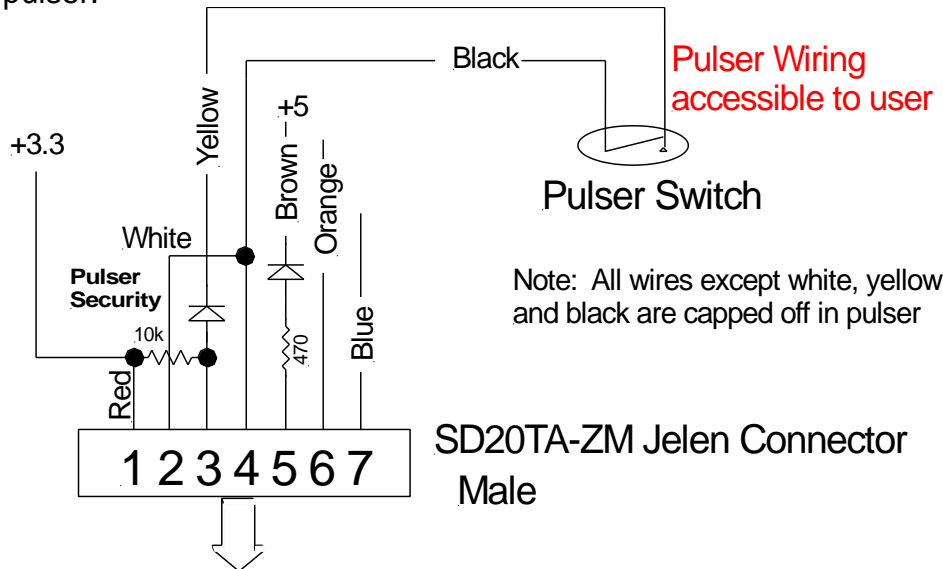 pulser.
Black
Pulser Wiring
accessible to user
+5
Yellow
+3.3
Brown
Orange
Pulser Switch
White
Pulser
Security
Note: All wires except white, yellow
and black are capped off in pulser
10k
470
Blue
Red
1 2 3 4 5 6 7
SD20TA-ZM Jelen Connector
Male